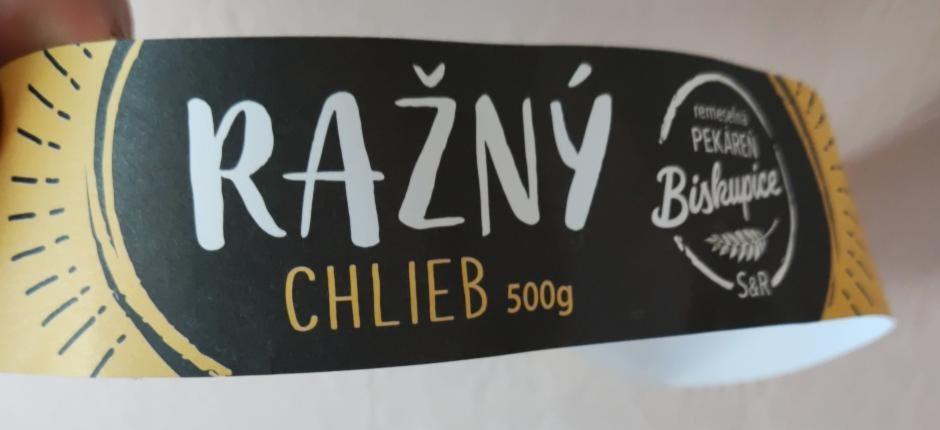 RAŽNÝ
CHLIEB 500g
remeselná
PEKÁREŇ
Biskupice
S&R